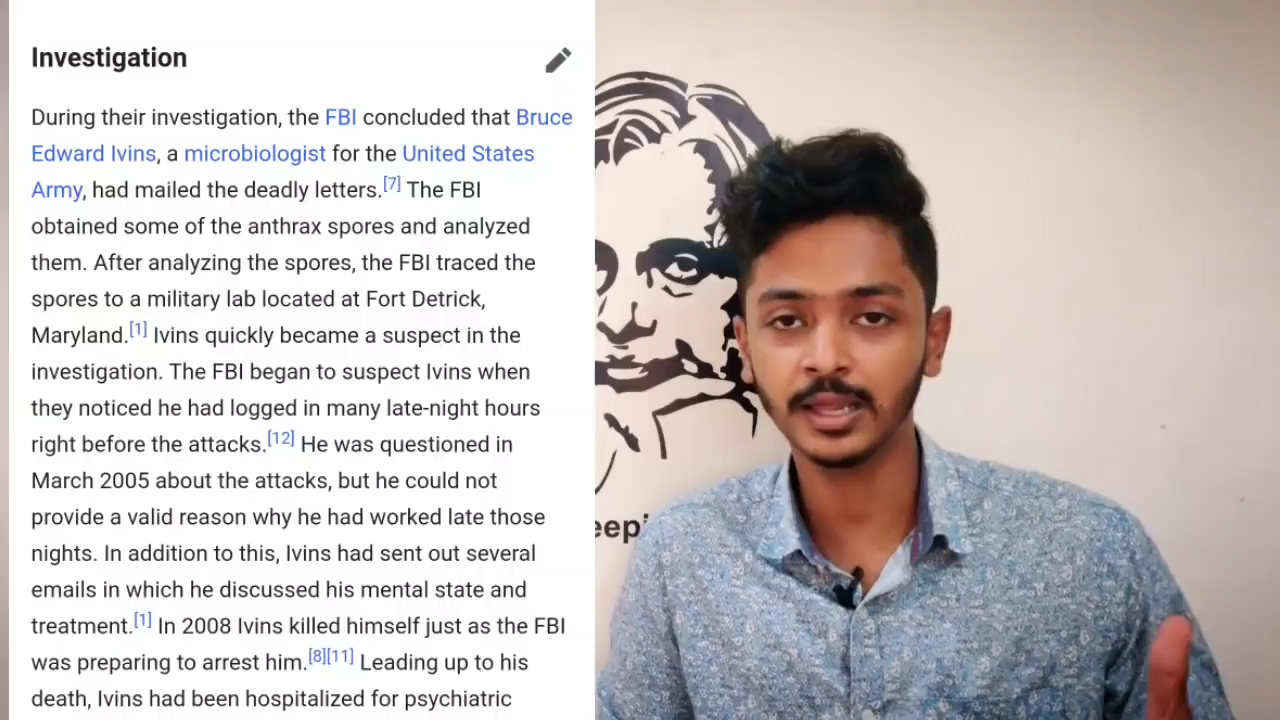 Investigation
During their investigation, the FBI concluded that Bruce
Edward Ivins, a microbiologist for the United States
Army, had mailed the deadly letters.[7] The FBI
obtained some of the anthrax spores and analyzed
them. After analyzing the spores, the FBI traced the
spores to a military lab located at Fort Detrick,
Maryland.[1] Ivins quickly became a suspect in the
investigation. The FBI began to suspect Ivins when
they noticed he had logged in many late-night hours
right before the attacks.[12] He was questioned in
March 2005 about the attacks, but he could not
provide a valid reason why he had worked late those
nights. In addition to this, Ivins had sent out several
emails in which he discussed his mental state and
treatment.[1] In 2008 Ivins killed himself just as the FBI
was preparing to arrest him.[8][11] Leading up to his
death, Ivins had been hospitalized for psychiatric